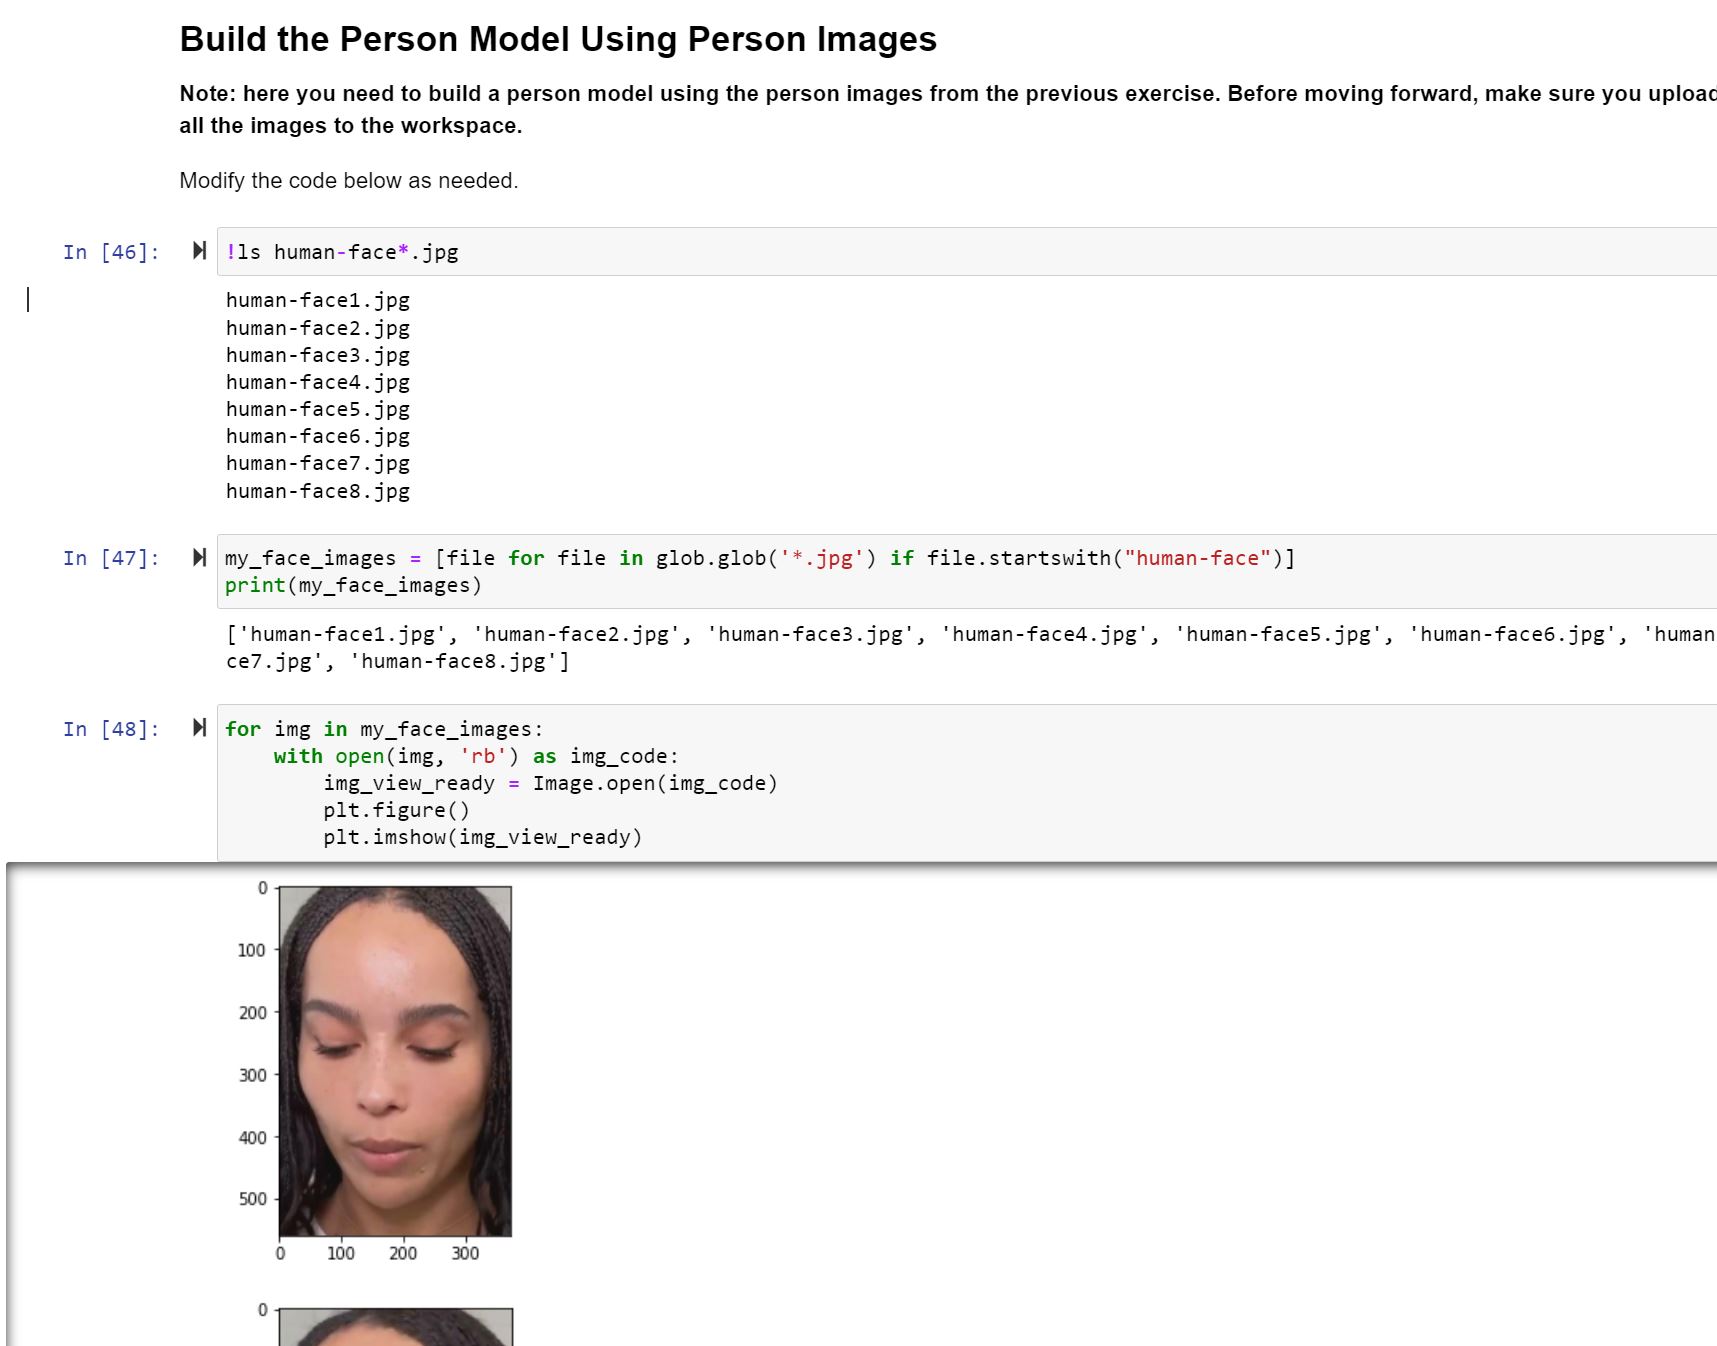 Build the Person Model Using Person Images
Note: here you need to build a person model using the person images from the previous exercise. Before moving forward, make sure you upload
all the images to the workspace.
Modify the code below as needed.
In [46]:
!ls human-face*.jpg
human-face1.jpg
human-face2.jpg
human-face3.jpg
human-face4.jpg
human-face5.jpg
human-face6.jpg
human-face7.jpg
human-face8.jpg
In [47]:
my_face_images = [file for file in glob.glob('*.jpg') if file.startswith("human-face")]
print(my_face_images)
['human-face1.jpg', 'human-face2.jpg', 'human-face3.jpg', 'human-face4.jpg', 'human-face5.jpg', 'human-face6.jpg', 'human
ce7.jpg', 'human-face8.jpg']
In [48]:
for img in my_face_images:
    with open(img, 'rb') as img_code:
        img_view_ready = Image.open(img_code)
        plt.figure()
        plt.imshow(img_view_ready)
0
100
200
300
400
500
0 100 200 300
0